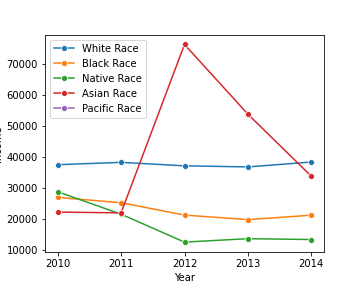 White Race
Black Race
Native Race
Asian Race
Pacific Race
70000
60000
50000
40000
30000
20000
10000
2010 2011 2012 2013 2014
Year